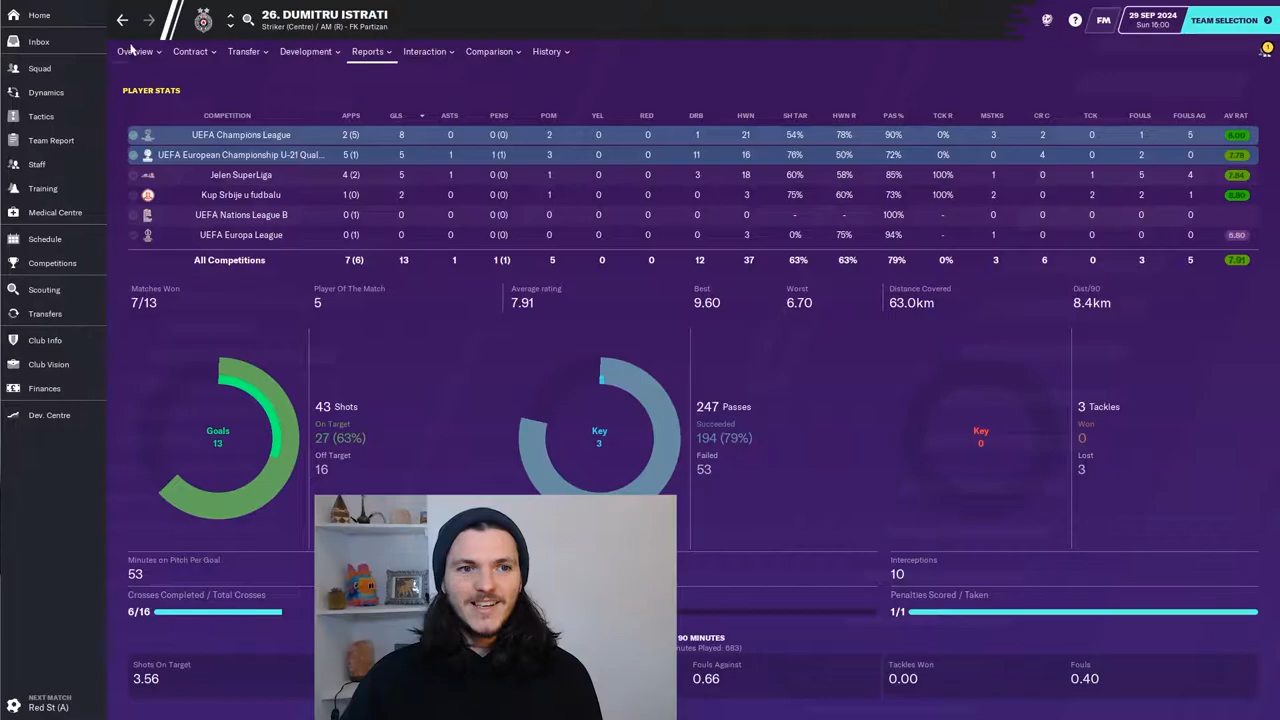 Home
26. DUMITRU ISTRATI
Striker (Centre) / AM (R) - FK Partizan
FM
29 SEP 2024
Sun 16:00
TEAM SELECTION
Inbox
Squad
Dynamics
Tactics
Team Report
Staff
Training
Medical Centre
Schedule
Competitions
Scouting
Transfers
Club Info
Club Vision
Finances
Dev. Centre
NEXT MATCH
Red St (A)
Overview Contract Transfer Development Reports Interaction Comparison History
PLAYER STATS
COMPETITION APPS GLS ASTS PENS POM YEL RED DRB HWN SH TAR HWN R PAS % TCK R MSTKS CR C TCK FOULS FOULS AG AV RAT
UEFA Champions League 2 (5) 8 0 0 (0) 2 0 0 1 21 54% 78% 90% 0% 3 2 0 1 5 8.00
UEFA European Championship U-21 Qual... 5 (1) 5 1 1 (1) 3 0 0 11 16 76% 50% 72% 0% 0 4 0 2 0 7.78
Jelen SuperLiga 4 (2) 5 1 0 (0) 1 0 0 3 18 60% 58% 85% 100% 1 0 1 5 4 7.84
Kup Srbije u fudbalu 1 (0) 2 0 0 (0) 1 0 0 0 3 75% 60% 73% 100% 0 2 2 2 1 8.80
UEFA Nations League B 0 (1) 0 0 0 (0) 0 0 0 0 0 - - 100% - 0 0 0 0 0
UEFA Europa League 0 (1) 0 0 0 (0) 0 0 0 0 3 0% 75% 94% - 1 0 0 0 0 6.80
All Competitions 7 (6) 13 1 1 (1) 5 0 0 12 37 63% 63% 79% 0% 3 6 0 3 5 7.91
Matches Won Player Of The Match Average rating Best Worst Distance Covered Dist/90
7/13 5 7.91 9.60 6.70 63.0km 8.4km
Goals
13
43 Shots
On Target
27 (63%)
Off Target
16
Key
3
247 Passes
Succeeded
194 (79%)
Failed
53
Key
0
3 Tackles
Won
0
Lost
3
Minutes on Pitch Per Goal
53
Interceptions
10
Crosses Completed / Total Crosses
6/16
Penalties Scored / Taken
1/1
90 MINUTES
nutes Played: 683)
Shots On Target
3.56
Fouls Against
0.66
Tackles Won
0.00
Fouls
0.40